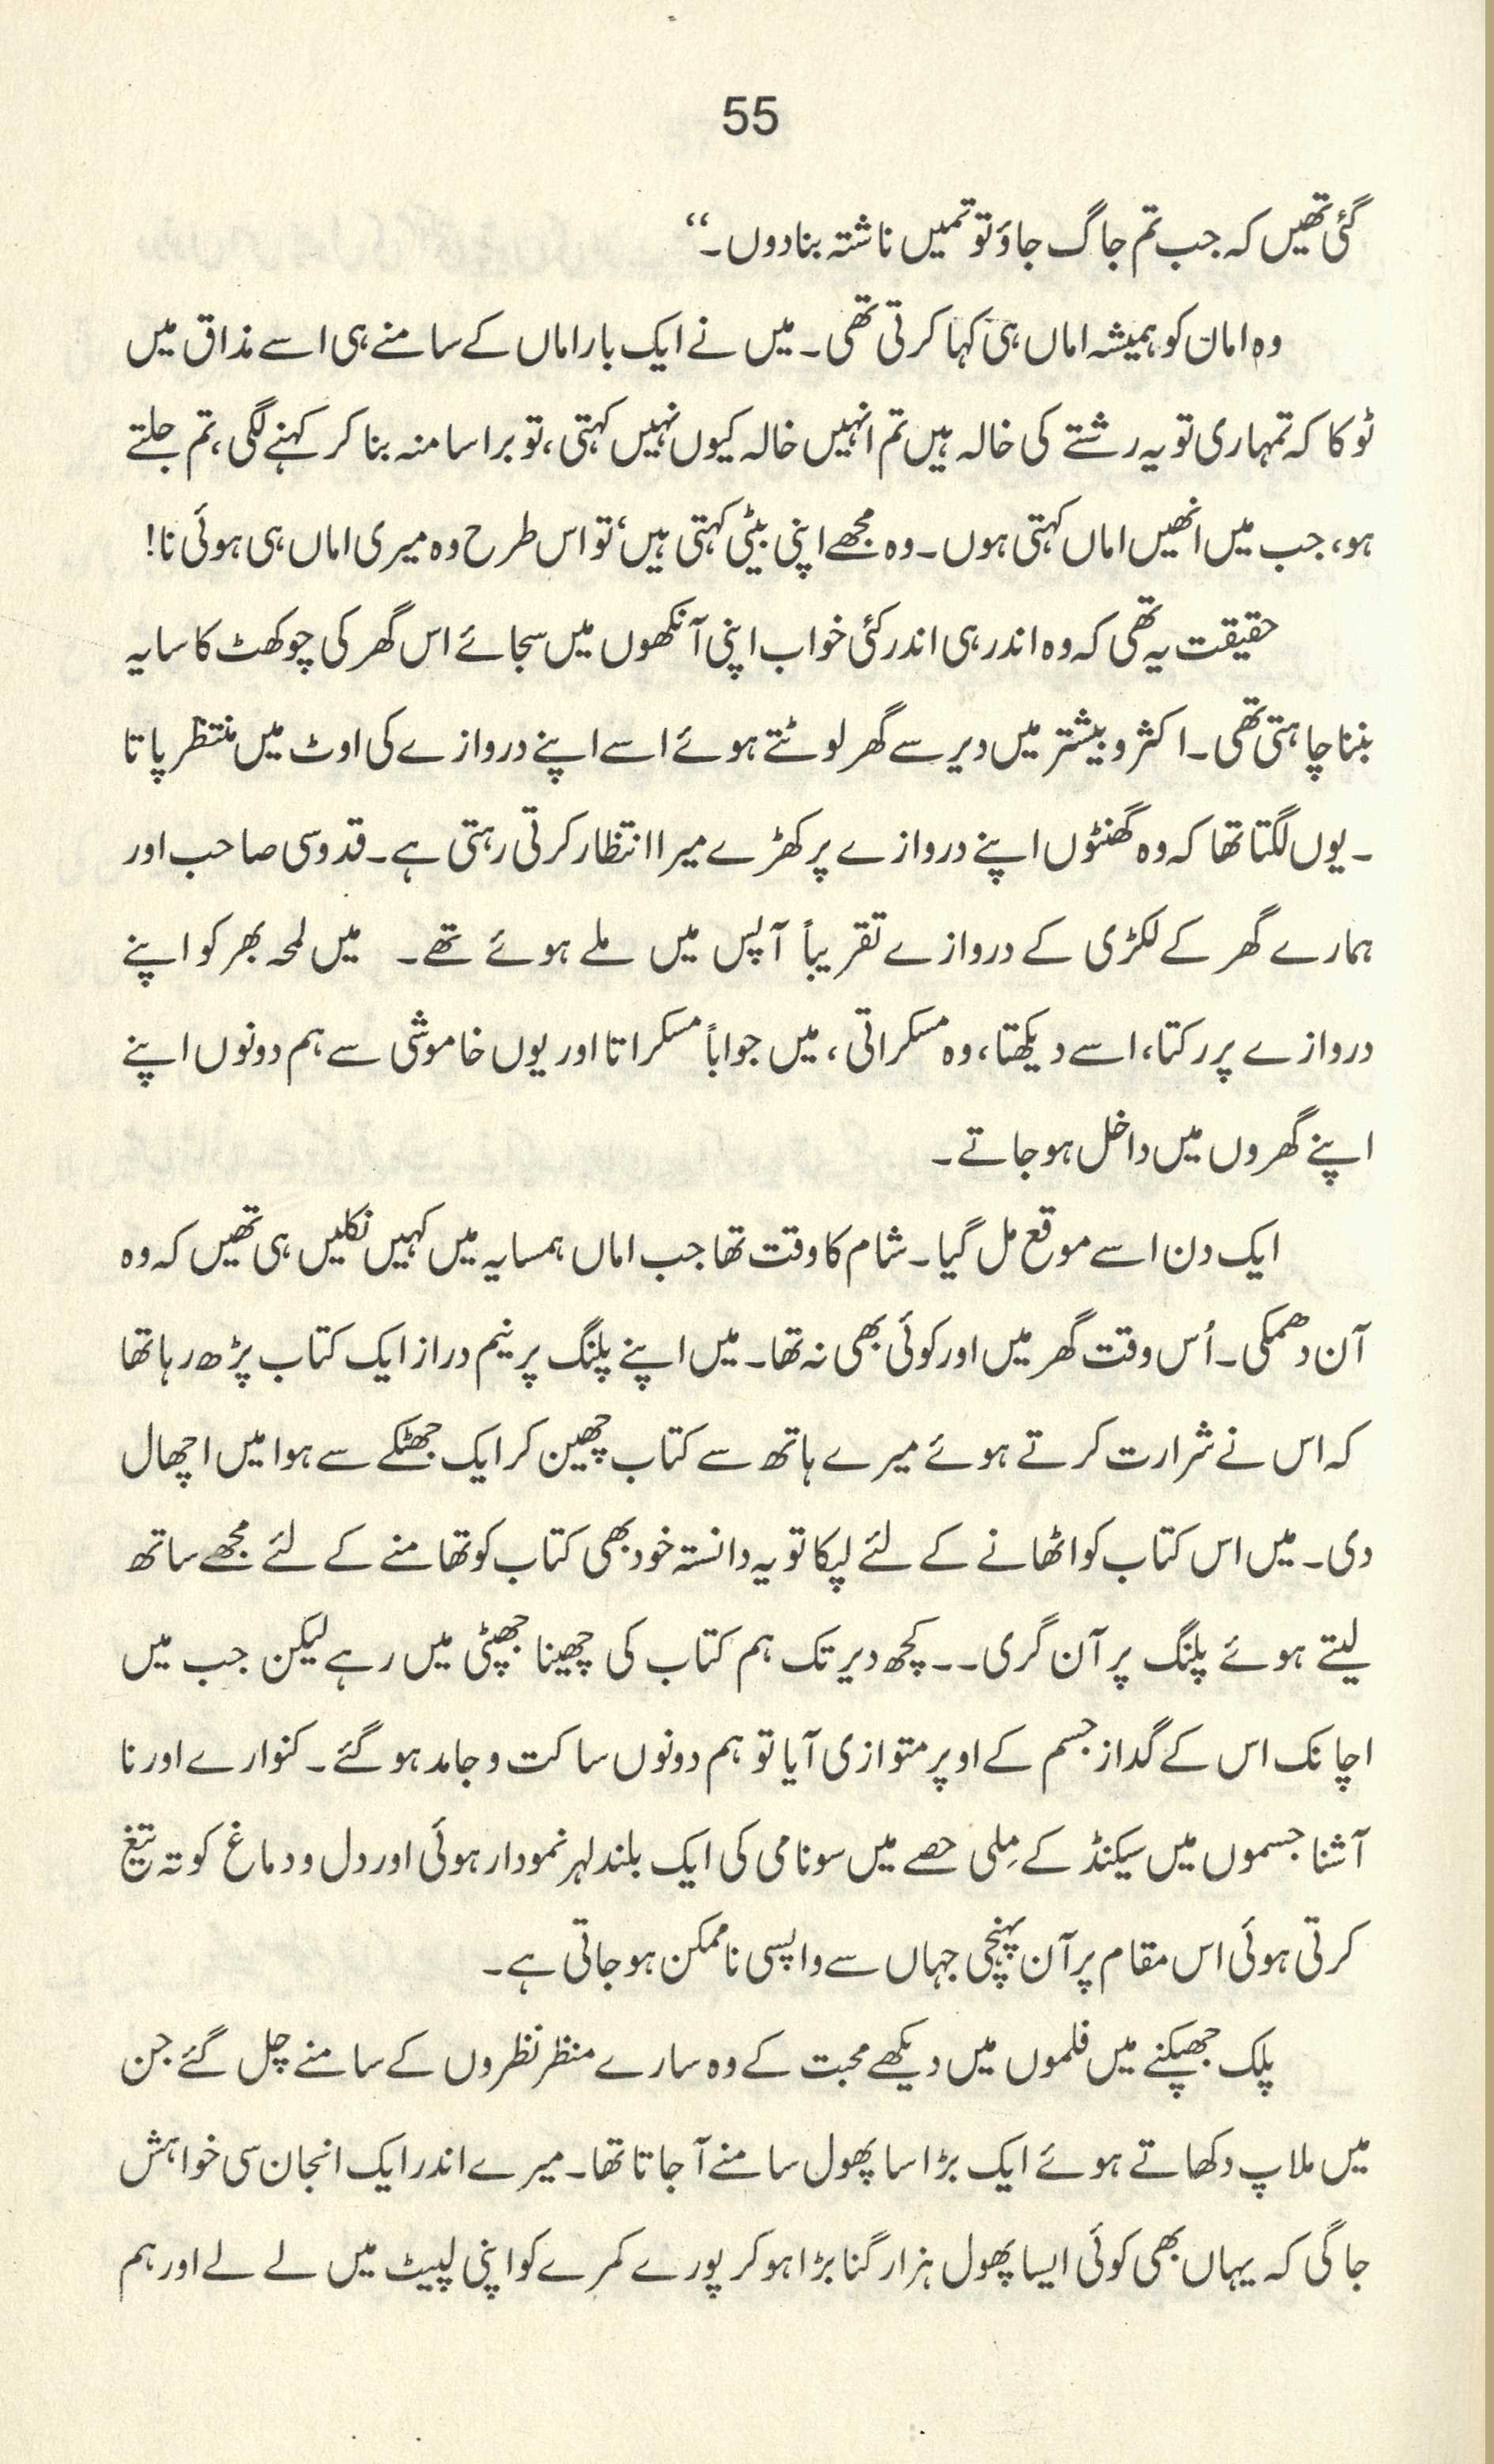 55
گئی تھیں کہ جب تم جاگ جاؤ تو تمہیں ناشتہ بنا دوں۔‘‘
وہ امان کو ہمیشہ اماں ہی کہا کرتی تھی۔ میں نے ایک بار اماں کے سامنے ہی اسے مذاق میں
ٹوکا کہ تمہاری تو یہ رشتے کی خالہ ہیں تم انہیں خالہ کیوں نہیں کہتی، تو برا سا منہ بنا کر کہنے لگی، تم جلتے
ہو، جب میں انھیں اماں کہتی ہوں۔ وہ مجھے اپنی بیٹی کہتی ہیں، تو اس طرح وہ میری اماں ہی ہوئی نا!
حقیقت یہ تھی کہ وہ اندر ہی اندر کئی خواب اپنی آنکھوں میں سجائے اس گھر کی چوکھٹ کا سایہ
بننا چاہتی تھی۔ اکثر و بیشتر میں دیر سے گھر لوٹتے ہوئے اسے اپنے دروازے کی اوٹ میں منتظر پاتا
۔ یوں لگتا تھا کہ وہ گھنٹوں اپنے دروازے پر کھڑے میرا انتظار کرتی رہتی ہے۔ قدوسی صاحب اور
ہمارے گھر کے لکڑی کے دروازے تقریباً آپس میں ملے ہوئے تھے۔ میں لمحہ بھر کو اپنے
دروازے پر رکتا، اسے دیکھتا، وہ مسکراتی، میں جواباً مسکراتا اور یوں خاموشی سے ہم دونوں اپنے
اپنے گھروں میں داخل ہو جاتے۔
ایک دن اسے موقع مل گیا۔ شام کا وقت تھا جب اماں ہمسایہ میں کہیں نکلیں ہی تھیں کہ وہ
آن دھمکی۔ اُس وقت گھر میں اور کوئی بھی نہ تھا۔ میں اپنے پلنگ پر نیم دراز ایک کتاب پڑھ رہا تھا
کہ اس نے شرارت کرتے ہوئے میرے ہاتھ سے کتاب چھین کر ایک جھٹکے سے ہوا میں اچھال
دی۔ میں اس کتاب کو اٹھانے کے لئے لپکا تو یہ دانستہ خود بھی کتاب کو تھامنے کے لئے مجھے ساتھ
لیتے ہوئے پلنگ پر آن گری۔۔ کچھ دیر تک ہم کتاب کی چھینا جھپٹی میں رہے لیکن جب میں
اچانک اس کے گداز جسم کے اوپر متوازی آیا تو ہم دونوں ساکت و جامد ہو گئے۔ کنوارے اور نا
آشنا جسموں میں سیکنڈ کے مِلی حصے میں سونامی کی ایک بلند لہر نمودار ہوئی اور دل و دماغ کو تہ تیغ
کرتی ہوئی اس مقام پر آن پہنچی جہاں سے واپسی ناممکن ہو جاتی ہے۔
پلک جھپکنے میں فلموں میں دیکھے محبت کے وہ سارے منظر نظروں کے سامنے چل گئے جن
میں ملاپ دکھاتے ہوئے ایک بڑا سا پھول سامنے آ جاتا تھا۔ میرے اندر ایک انجان سی خواہش
جاگی کہ یہاں بھی کوئی ایسا پھول ہزار گنا بڑا ہو کر پورے کمرے کو اپنی لپیٹ میں لے لے اور ہم